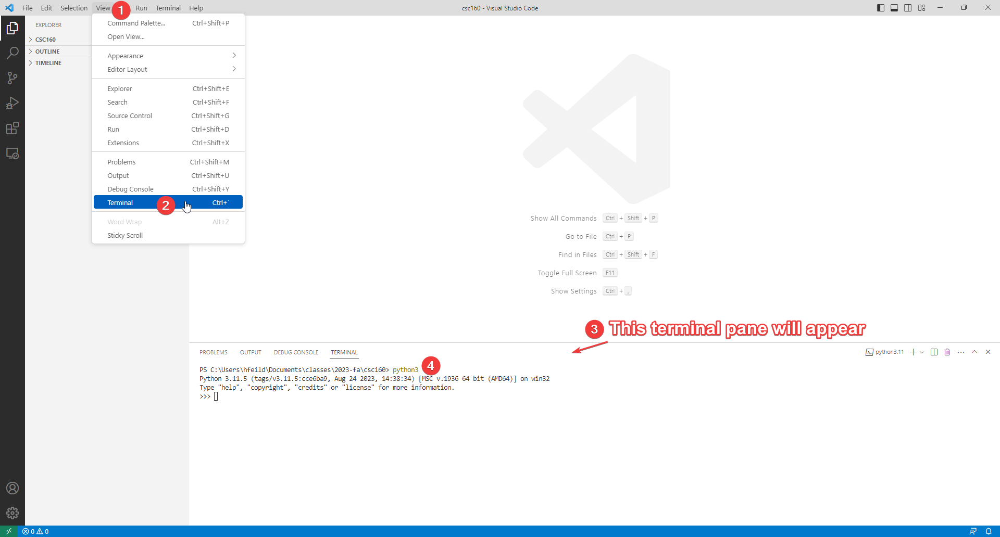 File Edit Selection View Run Terminal Help
csc160 - Visual Studio Code
1
EXPLORER
CSC160
OUTLINE
TIMELINE
Command Palette... Ctrl+Shift+P
Open View...
Appearance
Editor Layout
Explorer Ctrl+Shift+E
Search Ctrl+Shift+F
Source Control Ctrl+Shift+G
Run Ctrl+Shift+D
Extensions Ctrl+Shift+X
Problems Ctrl+Shift+M
Output Ctrl+Shift+U
Debug Console Ctrl+Shift+Y
Terminal 2 Ctrl+`
Word Wrap Alt+Z
Sticky Scroll
Show All Commands Ctrl + Shift + P
Go to File Ctrl + P
Find in Files Ctrl + Shift + F
Toggle Full Screen F11
Show Settings Ctrl + ,
3 This terminal pane will appear
PROBLEMS OUTPUT DEBUG CONSOLE TERMINAL
python3.11
PS C:\Users\hfeild\Documents\classes\2023-fa\csc160> python3 4
Python 3.11.5 (tags/v3.11.5:cce6ba9, Aug 24 2023, 14:38:34) [MSC v.1936 64 bit (AMD64)] on win32
Type "help", "copyright", "credits" or "license" for more information.
>>>
0 0